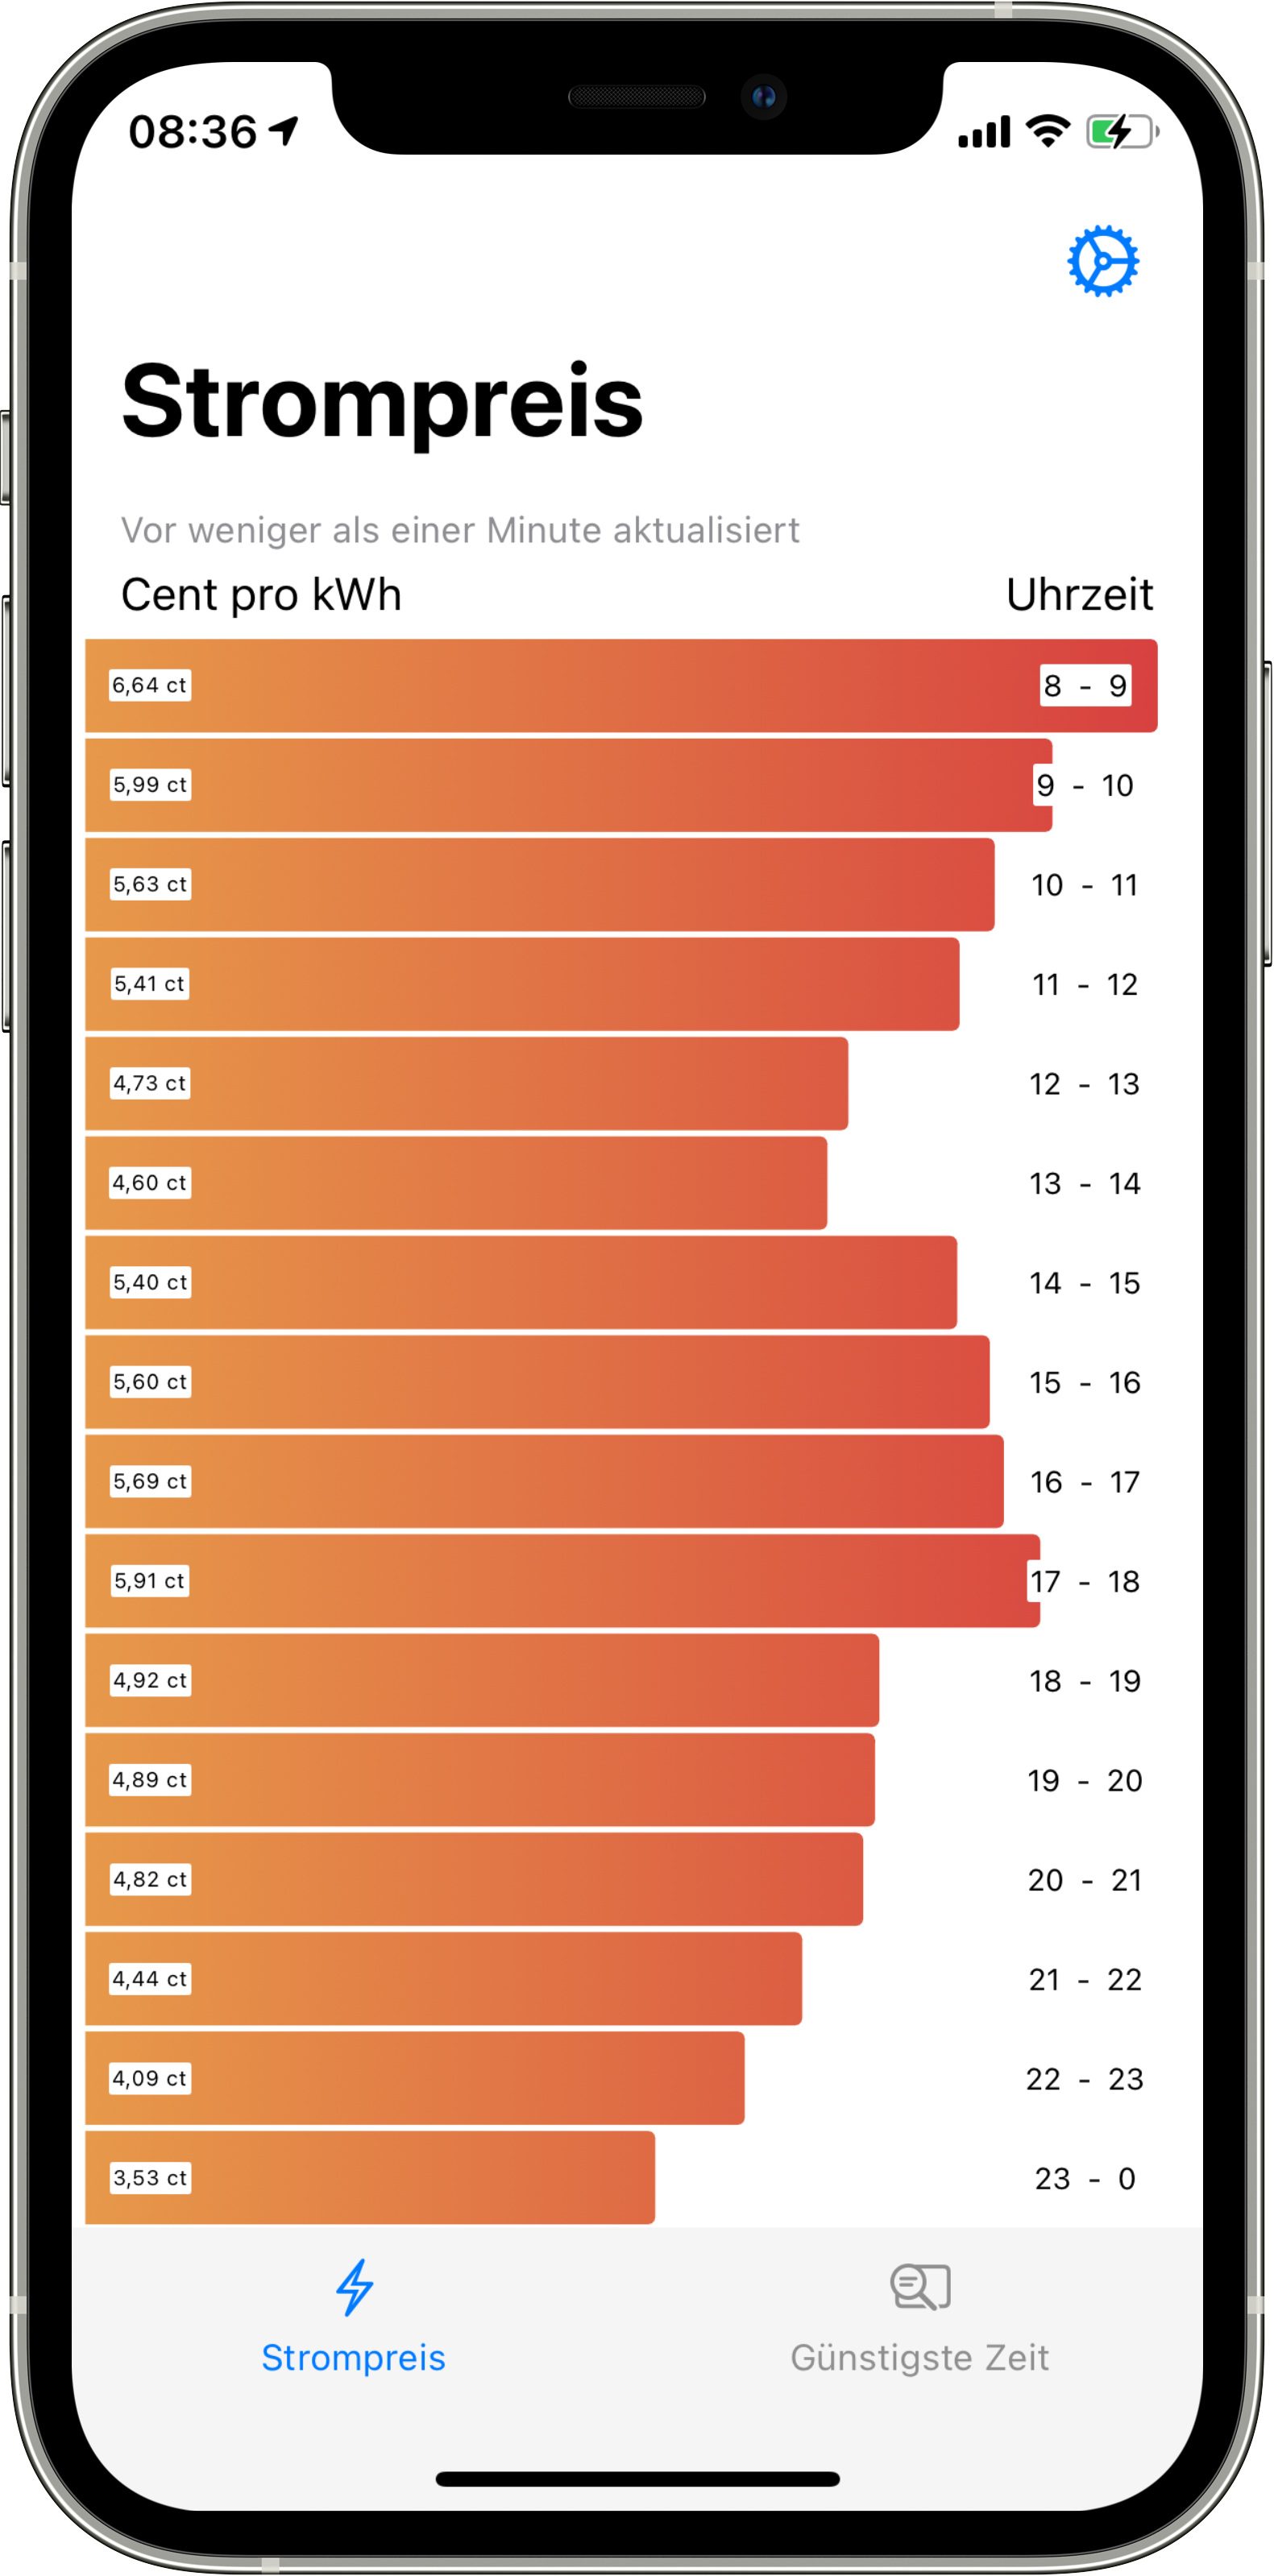 08:36
Strompreis
Vor weniger als einer Minute aktualisiert
Cent pro kWh Uhrzeit
6,64 ct 8 - 9
5,99 ct 9 - 10
5,63 ct 10 - 11
5,41 ct 11 - 12
4,73 ct 12 - 13
4,60 ct 13 - 14
5,40 ct 14 - 15
5,60 ct 15 - 16
5,69 ct 16 - 17
5,91 ct 17 - 18
4,92 ct 18 - 19
4,89 ct 19 - 20
4,82 ct 20 - 21
4,44 ct 21 - 22
4,09 ct 22 - 23
3,53 ct 23 - 0
Strompreis Günstigste Zeit